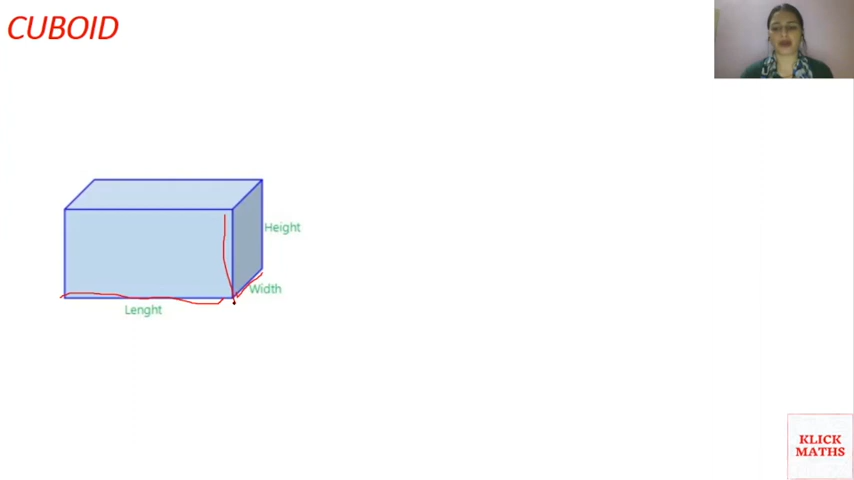 CUBOID
Height
Width
Lenght
KLICK
MATHS